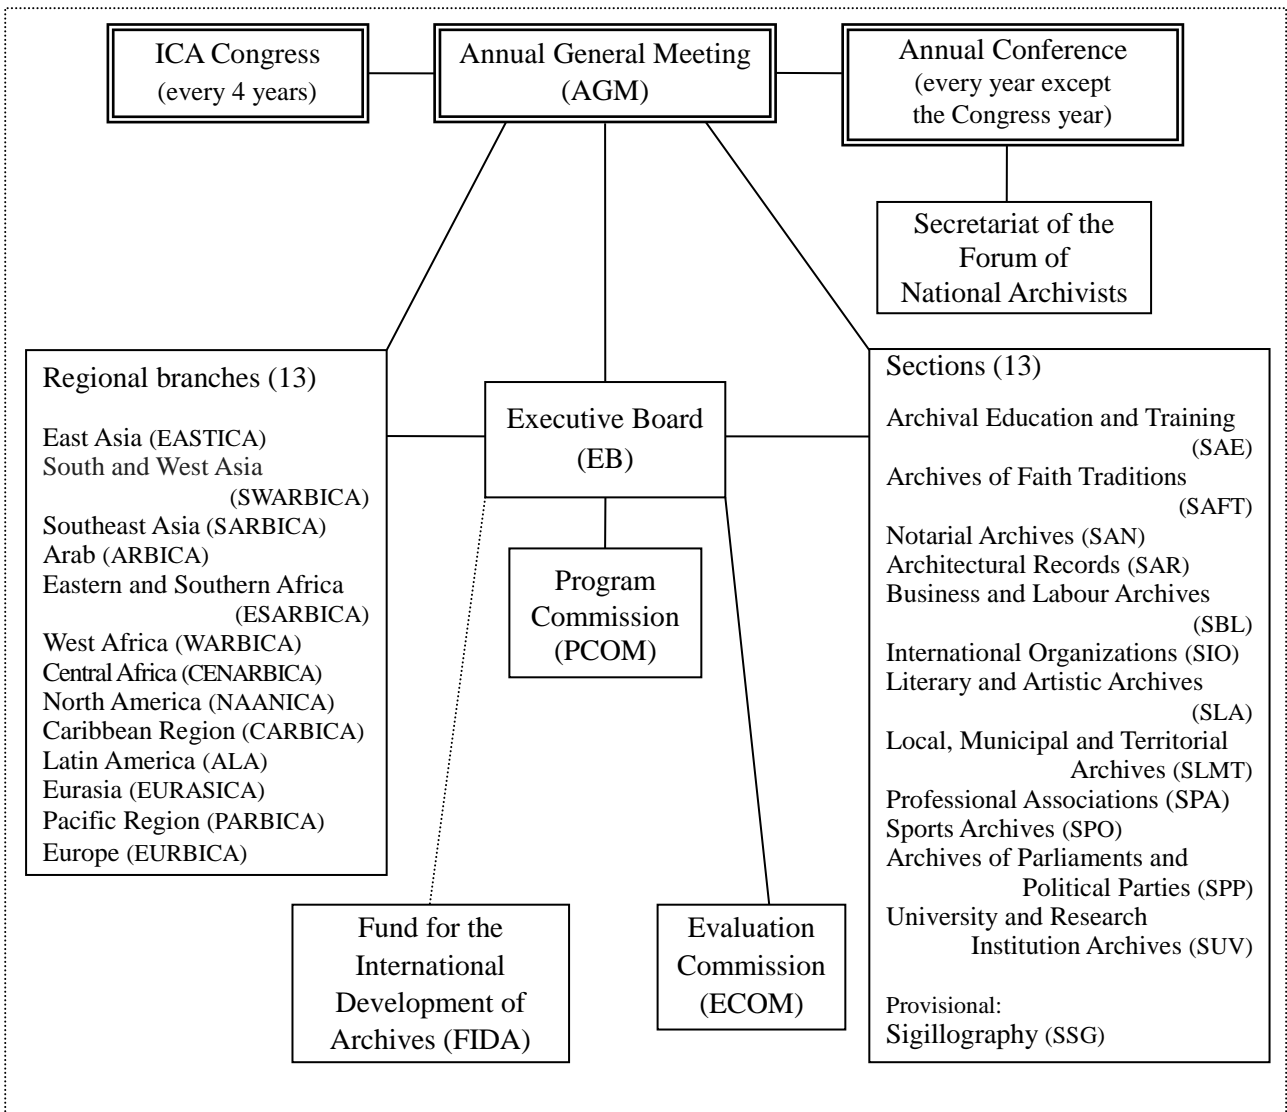 ICA Congress
(every 4 years)
Annual General Meeting
(AGM)
Annual Conference
(every year except
the Congress year)
Secretariat of the
Forum of
National Archivists
Regional branches (13)
East Asia (EASTICA)
South and West Asia
(SWARBICA)
Southeast Asia (SARBICA)
Arab (ARBICA)
Eastern and Southern Africa
(ESARBICA)
West Africa (WARBICA)
Central Africa (CENARBICA)
North America (NAANICA)
Caribbean Region (CARBICA)
Latin America (ALA)
Eurasia (EURASICA)
Pacific Region (PARBICA)
Europe (EURBICA)
Executive Board
(EB)
Program
Commission
(PCOM)
Sections (13)
Archival Education and Training
(SAE)
Archives of Faith Traditions
(SAFT)
Notarial Archives (SAN)
Architectural Records (SAR)
Business and Labour Archives
(SBL)
International Organizations (SIO)
Literary and Artistic Archives
(SLA)
Local, Municipal and Territorial
Archives (SLMT)
Professional Associations (SPA)
Sports Archives (SPO)
Archives of Parliaments and
Political Parties (SPP)
University and Research
Institution Archives (SUV)
Provisional:
Sigillography (SSG)
Fund for the
International
Development of
Archives (FIDA)
Evaluation
Commission
(ECOM)